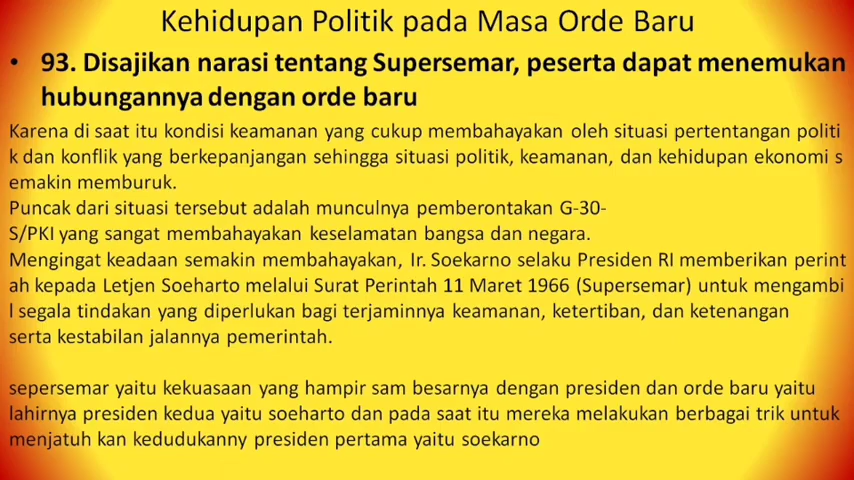 Kehidupan Politik pada Masa Orde Baru
• 93. Disajikan narasi tentang Supersemar, peserta dapat menemukan
hubungannya dengan orde baru
Karena di saat itu kondisi keamanan yang cukup membahayakan oleh situasi pertentangan politi
k dan konflik yang berkepanjangan sehingga situasi politik, keamanan, dan kehidupan ekonomi s
emakin memburuk.
Puncak dari situasi tersebut adalah munculnya pemberontakan G-30-
S/PKI yang sangat membahayakan keselamatan bangsa dan negara.
Mengingat keadaan semakin membahayakan, Ir. Soekarno selaku Presiden RI memberikan perint
ah kepada Letjen Soeharto melalui Surat Perintah 11 Maret 1966 (Supersemar) untuk mengambi
l segala tindakan yang diperlukan bagi terjaminnya keamanan, ketertiban, dan ketenangan
serta kestabilan jalannya pemerintah.
sepersemar yaitu kekuasaan yang hampir sam besarnya dengan presiden dan orde baru yaitu
lahirnya presiden kedua yaitu soeharto dan pada saat itu mereka melakukan berbagai trik untuk
menjatuh kan kedudukanny presiden pertama yaitu soekarno